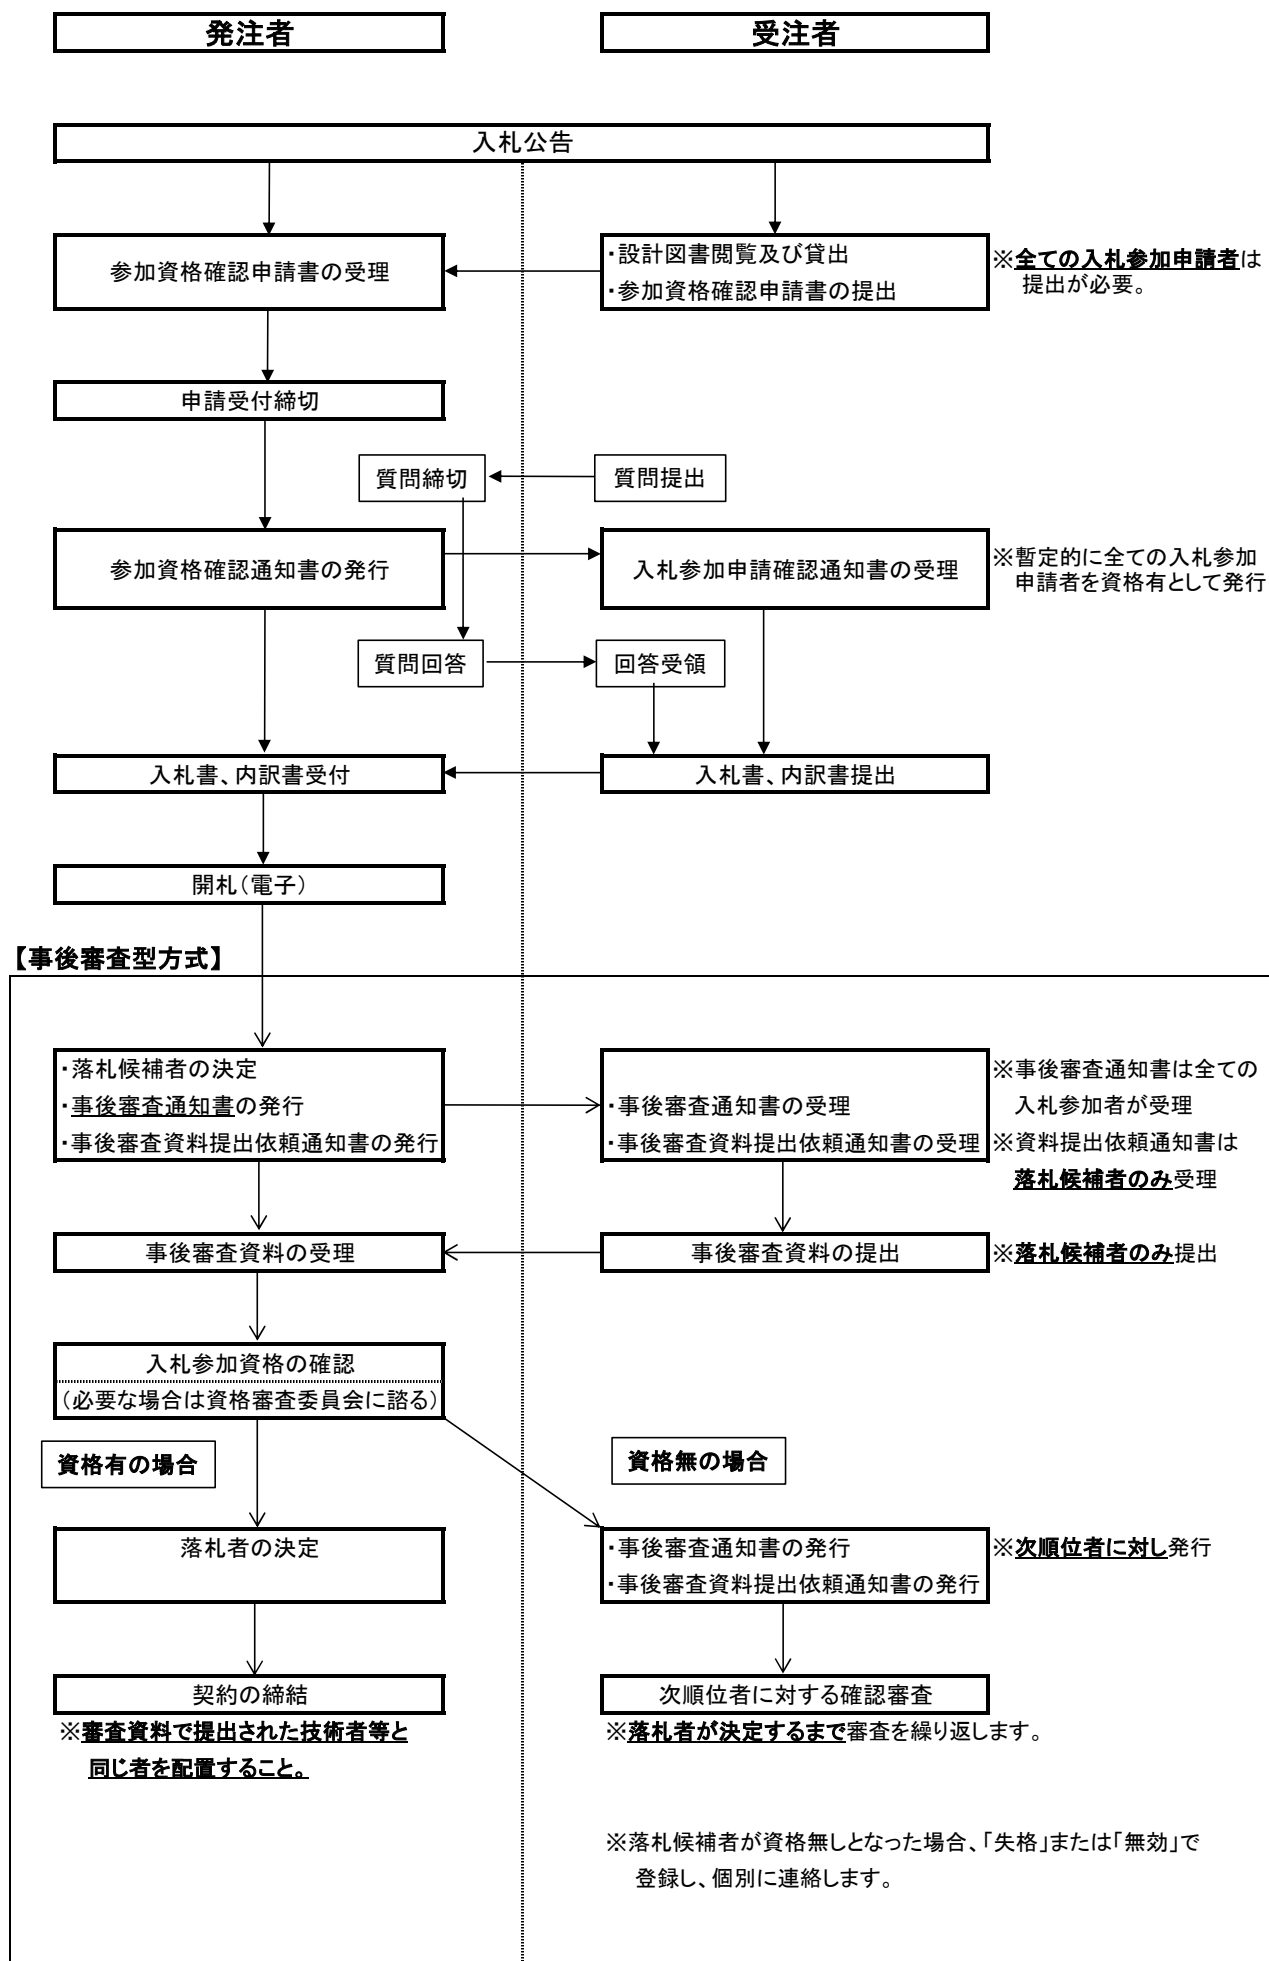 発注者
受注者
入札公告
参加資格確認申請書の受理
・設計図書閲覧及び貸出
・参加資格確認申請書の提出
※全ての入札参加申請者は
提出が必要。
申請受付締切
質問締切
質問提出
参加資格確認通知書の発行
入札参加申請確認通知書の受理
※暫定的に全ての入札参加
申請者を資格有として発行
質問回答
回答受領
入札書、内訳書受付
入札書、内訳書提出
開札(電子)
【事後審査型方式】
・落札候補者の決定
・事後審査通知書の発行
・事後審査資料提出依頼通知書の発行
・事後審査通知書の受理
・事後審査資料提出依頼通知書の受理
※事後審査通知書は全ての
入札参加者が受理
※資料提出依頼通知書は
落札候補者のみ受理
事後審査資料の受理
事後審査資料の提出
※落札候補者のみ提出
入札参加資格の確認
(必要な場合は資格審査委員会に諮る)
資格有の場合
資格無の場合
落札者の決定
・事後審査通知書の発行
・事後審査資料提出依頼通知書の発行
※次順位者に対し発行
契約の締結
次順位者に対する確認審査
※審査資料で提出された技術者等と
同じ者を配置すること。
※落札者が決定するまで審査を繰り返します。
※落札候補者が資格無しとなった場合、「失格」または「無効」で
登録し、個別に連絡します。